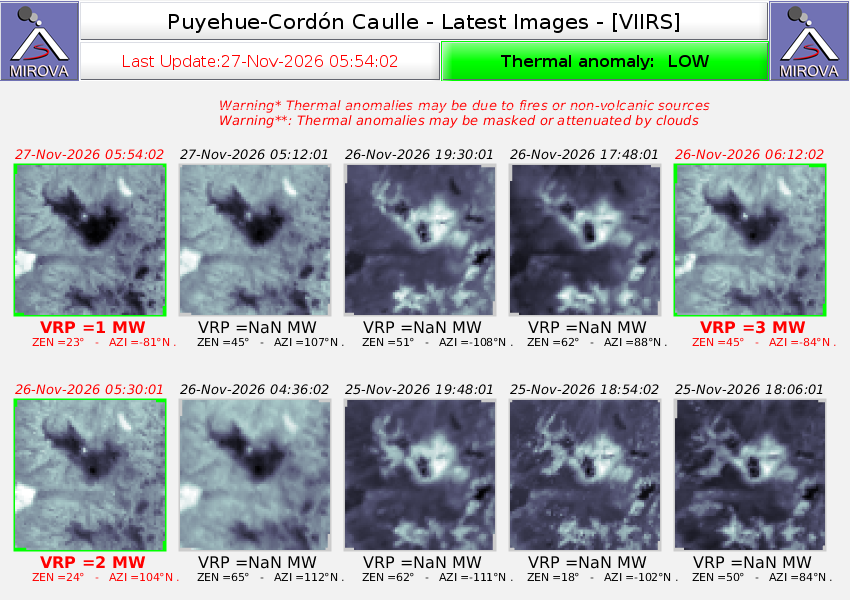 Puyehue-Cordón Caulle - Latest Images - [VIIRS]
MIROVA
Last Update:27-Nov-2026 05:54:02
Thermal anomaly: LOW
MIROVA
Warning* Thermal anomalies may be due to fires or non-volcanic sources
Warning**: Thermal anomalies may be masked or attenuated by clouds
27-Nov-2026 05:54:02 27-Nov-2026 05:12:01 26-Nov-2026 19:30:01 26-Nov-2026 17:48:01 26-Nov-2026 06:12:02
VRP =1 MW VRP =NaN MW VRP =NaN MW VRP =NaN MW VRP =3 MW
ZEN =23° - AZI =-81°N . ZEN =45° - AZI =107°N . ZEN =51° - AZI =-108°N . ZEN =62° - AZI =88°N . ZEN =45° - AZI =-84°N .
26-Nov-2026 05:30:01 26-Nov-2026 04:36:02 25-Nov-2026 19:48:01 25-Nov-2026 18:54:02 25-Nov-2026 18:06:01
VRP =2 MW VRP =NaN MW VRP =NaN MW VRP =NaN MW VRP =NaN MW
ZEN =24° - AZI =104°N . ZEN =65° - AZI =112°N . ZEN =62° - AZI =-111°N . ZEN =18° - AZI =-102°N . ZEN =50° - AZI =84°N .